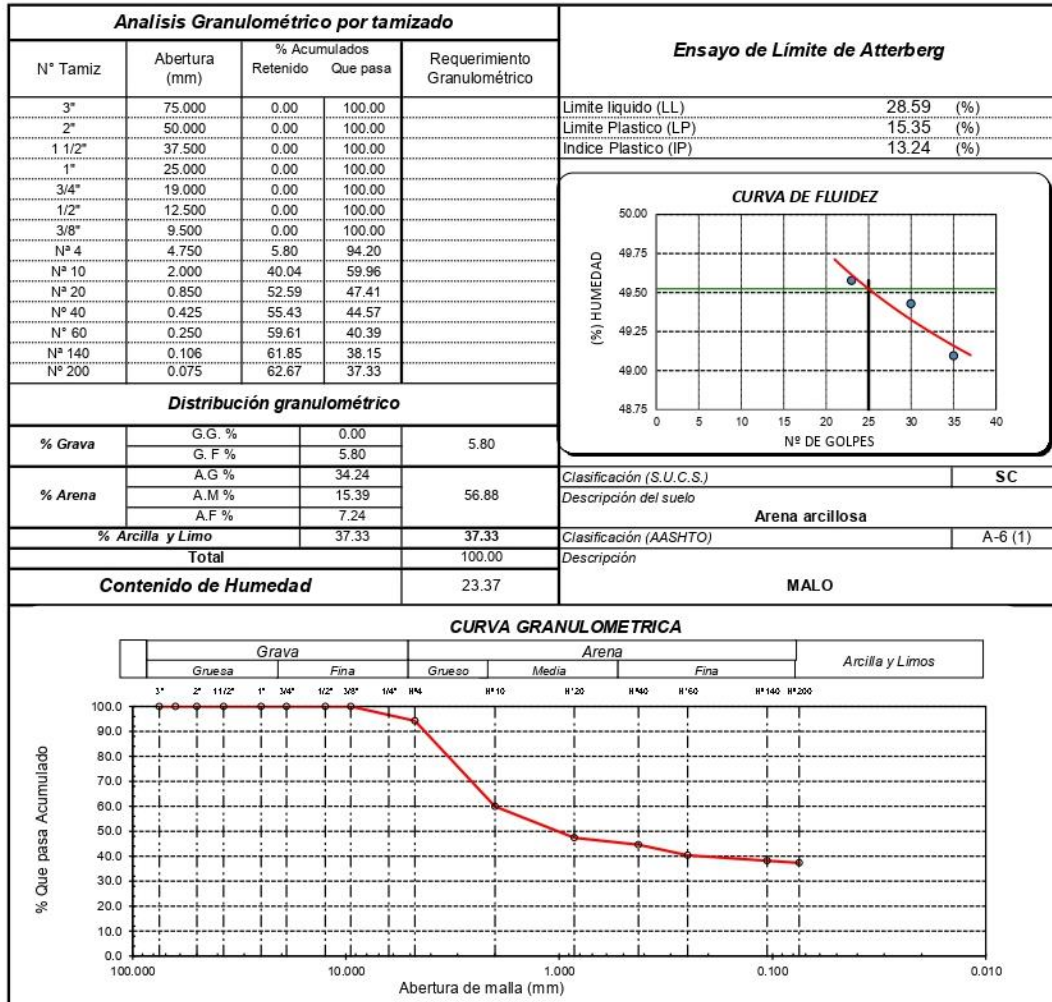 Analisis Granulométrico por tamizado
N° Tamiz
Abertura
(mm)
% Acumulados
Retenido Que pasa
Requerimiento
Granulométrico
3" 75.000 0.00 100.00
2" 50.000 0.00 100.00
1 1/2" 37.500 0.00 100.00
1" 25.000 0.00 100.00
3/4" 19.000 0.00 100.00
1/2" 12.500 0.00 100.00
3/8" 9.500 0.00 100.00
Nª 4 4.750 5.80 94.20
Nª 10 2.000 40.04 59.96
Nª 20 0.850 52.59 47.41
Nº 40 0.425 55.43 44.57
N° 60 0.250 59.61 40.39
Nª 140 0.106 61.85 38.15
Nº 200 0.075 62.67 37.33
Distribución granulométrico
% Grava
G.G. % 0.00
G. F % 5.80
5.80
% Arena
A.G % 34.24
A.M % 15.39
A.F % 7.24
56.88
% Arcilla y Limo 37.33 37.33
Total 100.00
Contenido de Humedad 23.37
Ensayo de Límite de Atterberg
Limite liquido (LL) 28.59 (%)
Limite Plastico (LP) 15.35 (%)
Indice Plastico (IP) 13.24 (%)
CURVA DE FLUIDEZ
(%) HUMEDAD
50.00
49.75
49.50
49.25
49.00
48.75
0 5 10 15 20 25 30 35 40
Nº DE GOLPES
Clasificación (S.U.C.S.) SC
Descripción del suelo
Arena arcillosa
Clasificación (AASHTO) A-6 (1)
Descripción
MALO
CURVA GRANULOMETRICA
Grava Arena Arcilla y Limos
Gruesa Fina Grueso Media Fina
3" 2" 1 1/2" 1" 3/4" 1/2" 3/8" 1/4" Nª4 Nª10 Nª20 Nª40 Nª60 Nª140 Nª200
% Que pasa Acumulado
100.0
90.0
80.0
70.0
60.0
50.0
40.0
30.0
20.0
10.0
0.0
100.000 10.000 1.000 0.100 0.010
Abertura de malla (mm)